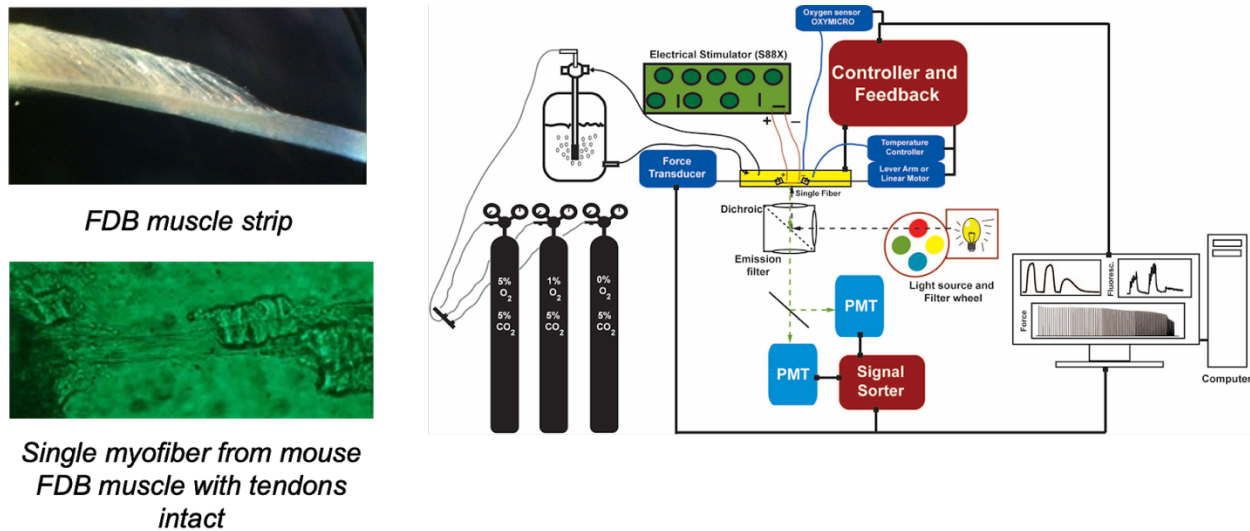 FDB muscle strip
Single myofiber from mouse
FDB muscle with tendons
intact
Oxygen sensor
OXYMICRO
Electrical Stimulator (S88X)
+
–
Controller and
Feedback
Force
Transducer
+
–
Temperature
Controller
Lever Arm or
Linear Motor
Single Fiber
Dichroic
Emission
filter
Light source and
Filter wheel
5%
O2
5%
CO2
1%
O2
5%
CO2
0%
O2
5%
CO2
PMT
PMT
Signal
Sorter
Fluoresc.
Force
Computer